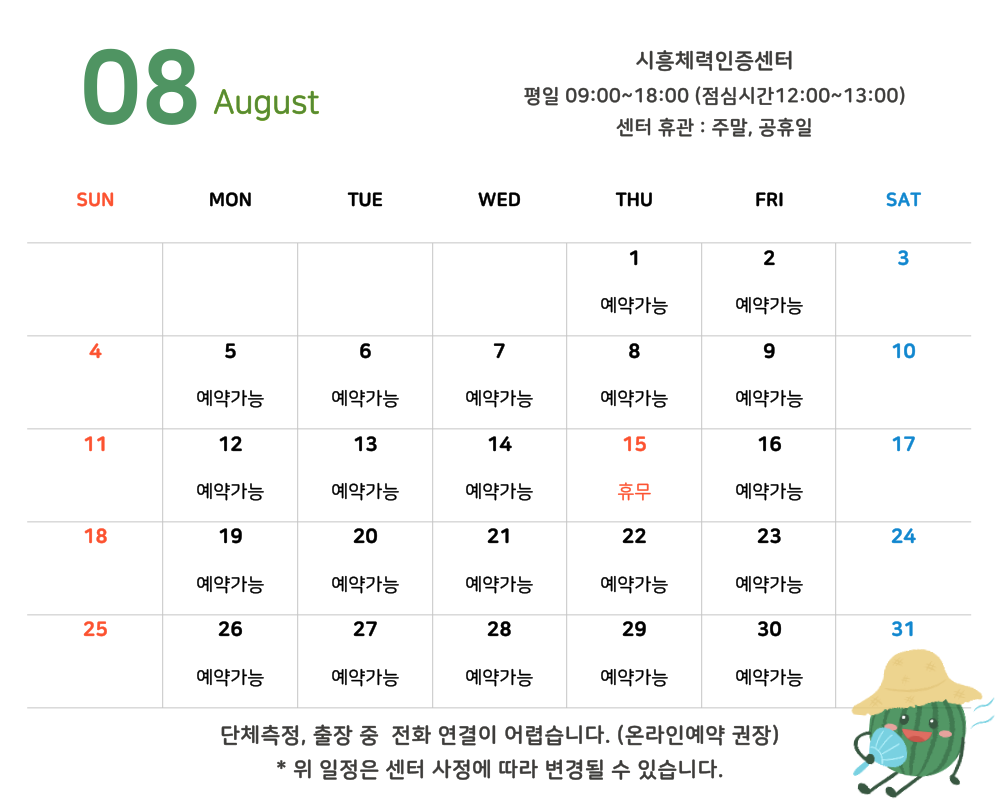 08 August
시흥체력인증센터
평일 09:00~18:00 (점심시간12:00~13:00)
센터 휴관 : 주말, 공휴일
SUN MON TUE WED THU FRI SAT
1 2 3
예약가능 예약가능
4 5 6 7 8 9 10
예약가능 예약가능 예약가능 예약가능 예약가능
11 12 13 14 15 16 17
예약가능 예약가능 예약가능 휴무 예약가능
18 19 20 21 22 23 24
예약가능 예약가능 예약가능 예약가능 예약가능
25 26 27 28 29 30 31
예약가능 예약가능 예약가능 예약가능 예약가능
단체측정, 출장 중 전화 연결이 어렵습니다. (온라인예약 권장)
* 위 일정은 센터 사정에 따라 변경될 수 있습니다.